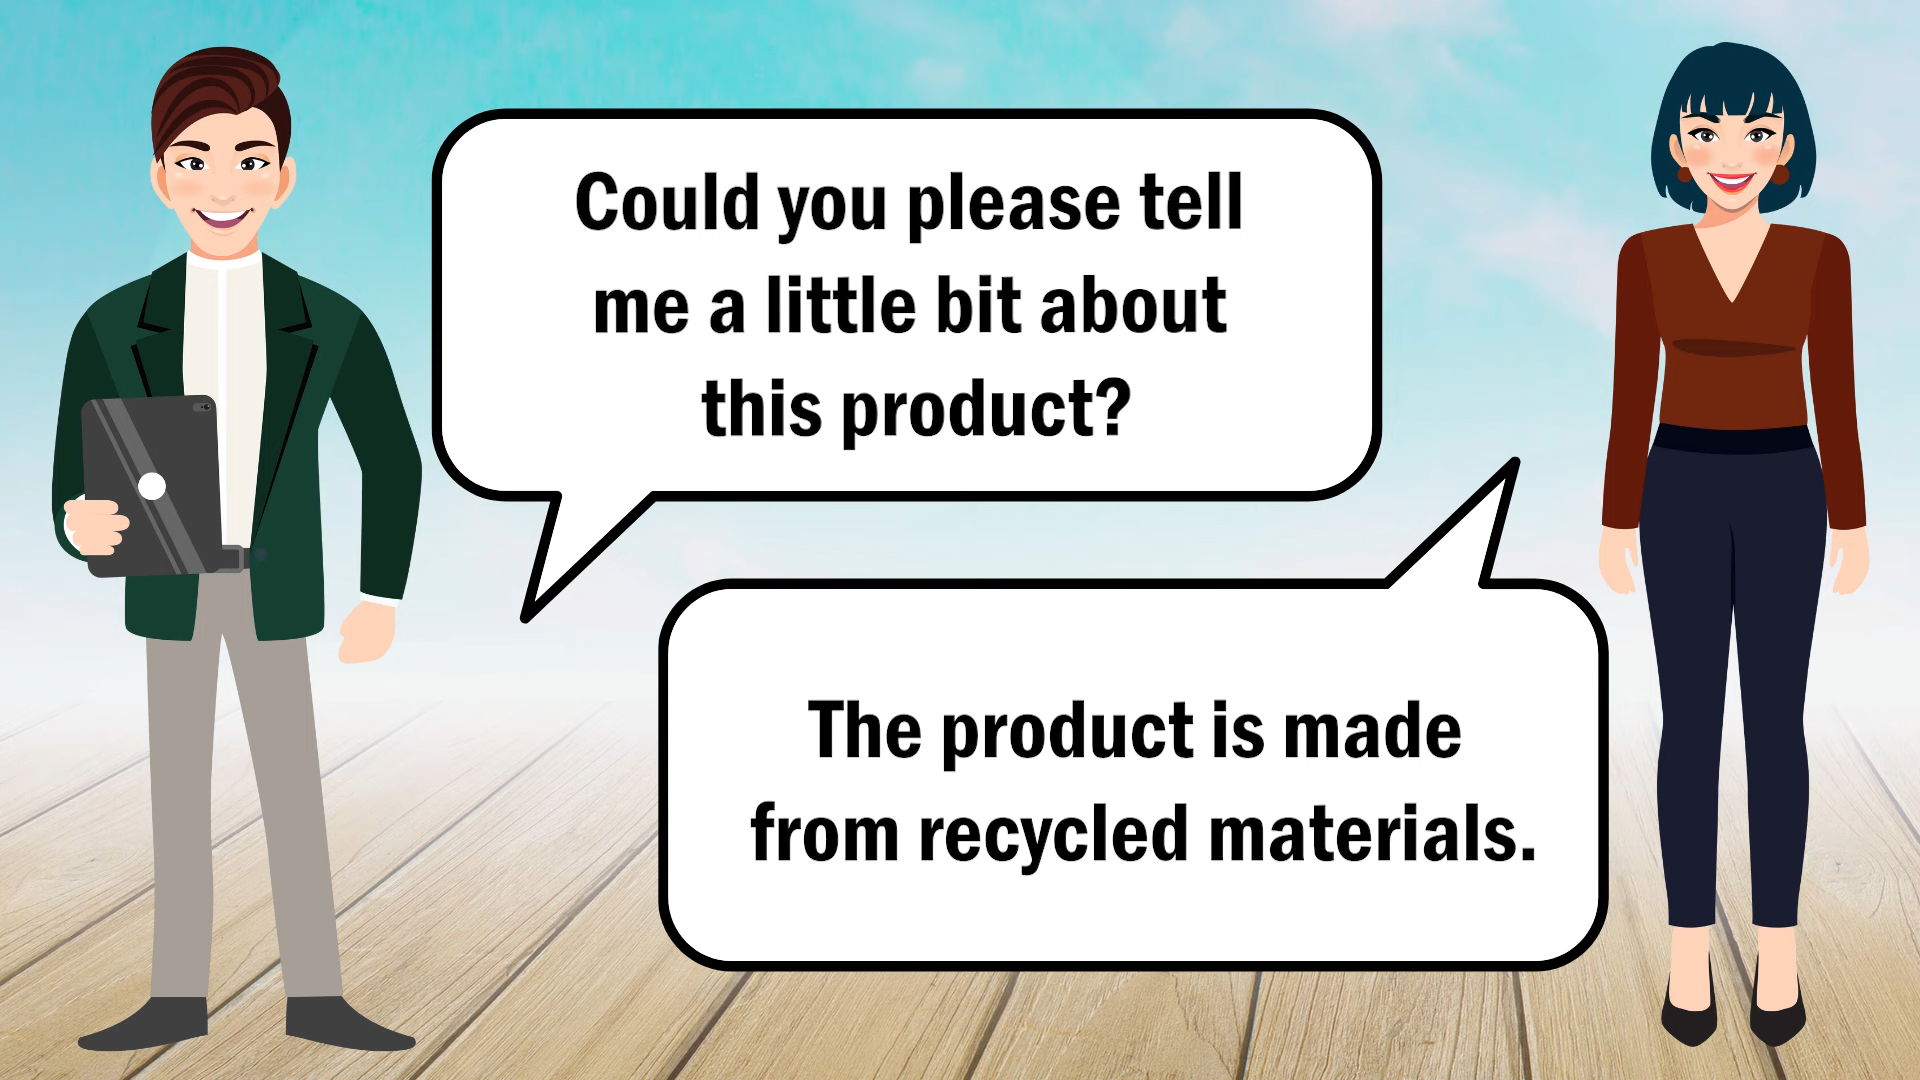 Could you please tell
me a little bit about
this product?
The product is made
from recycled materials.